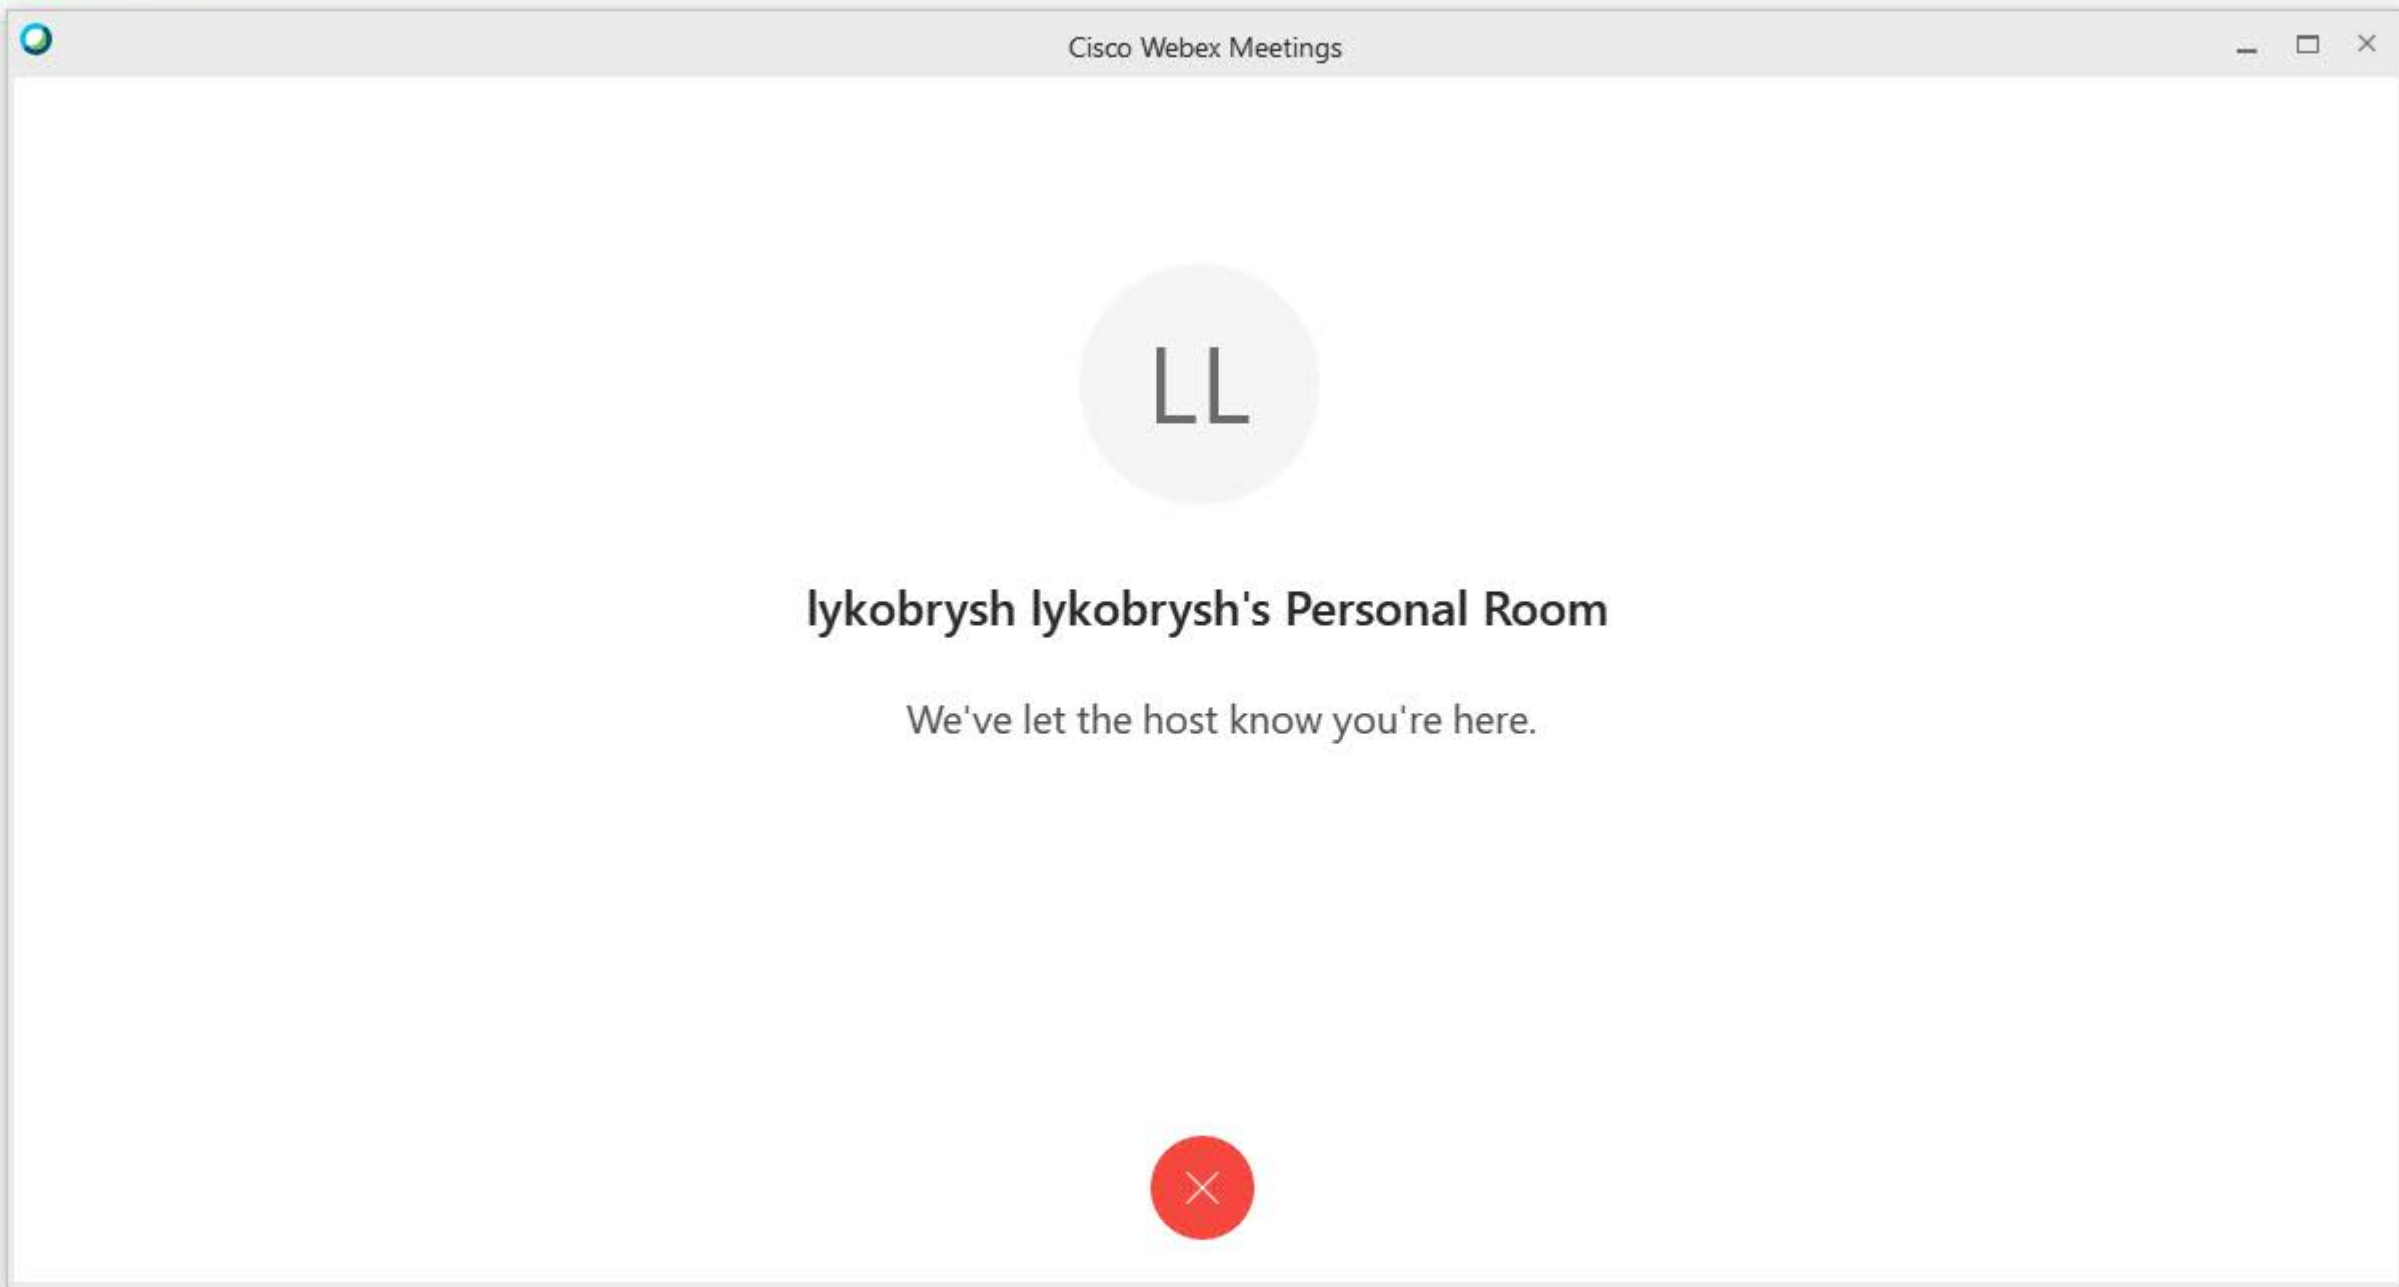 Cisco Webex Meetings
LL
lykobrysh lykobrysh's Personal Room
We've let the host know you're here.